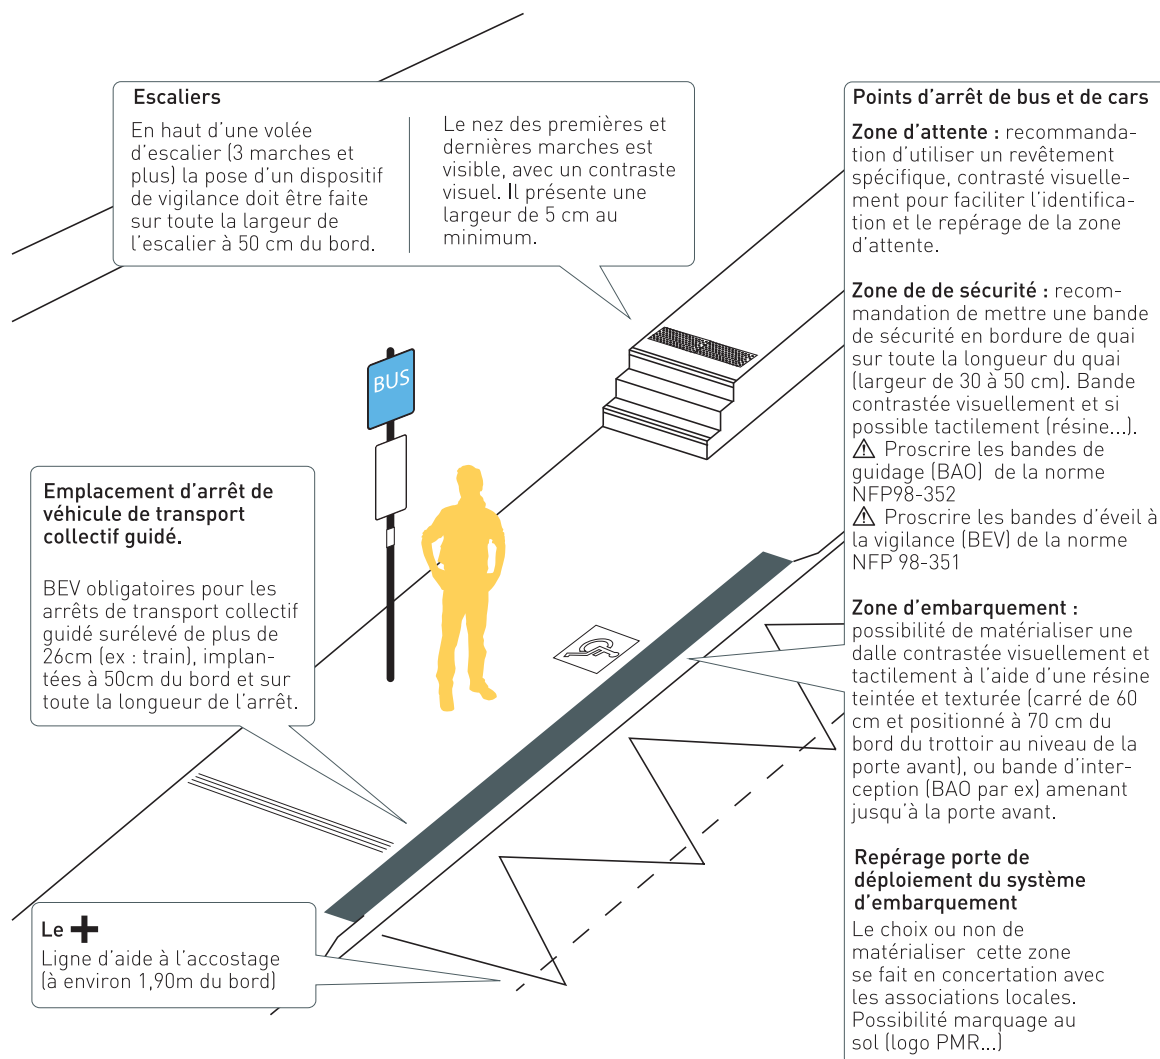 Escaliers
En haut d'une volée
d'escalier (3 marches et
plus) la pose d'un dispositif
de vigilance doit être faite
sur toute la largeur de
l'escalier à 50 cm du bord.
Le nez des premières et
dernières marches est
visible, avec un contraste
visuel. Il présente une
largeur de 5 cm au
minimum.
BUS
Emplacement d'arrêt de
véhicule de transport
collectif guidé.
BEV obligatoires pour les
arrêts de transport collectif
guidé surélevé de plus de
26cm (ex : train), implan-
tées à 50cm du bord et sur
toute la longueur de l'arrêt.
Le +
Ligne d'aide à l'accostage
(à environ 1,90m du bord)
Points d'arrêt de bus et de cars
Zone d'attente : recommanda-
tion d'utiliser un revêtement
spécifique, contrasté visuelle-
ment pour faciliter l'identifica-
tion et le repérage de la zone
d'attente.
Zone de de sécurité : recom-
mandation de mettre une bande
de sécurité en bordure de quai
sur toute la longueur du quai
(largeur de 30 à 50 cm). Bande
contrastée visuellement et si
possible tactilement (résine...).
⚠ Proscrire les bandes de
guidage (BAO) de la norme
NFP98-352
⚠ Proscrire les bandes d'éveil à
la vigilance (BEV) de la norme
NFP 98-351
Zone d'embarquement :
possibilité de matérialiser une
dalle contrastée visuellement et
tactilement à l'aide d'une résine
teintée et texturée (carré de 60
cm et positionné à 70 cm du
bord du trottoir au niveau de la
porte avant), ou bande d'inter-
ception (BAO par ex) amenant
jusqu'à la porte avant.
Repérage porte de
déploiement du système
d'embarquement
Le choix ou non de
matérialiser cette zone
se fait en concertation avec
les associations locales.
Possibilité marquage au
sol (logo PMR...)